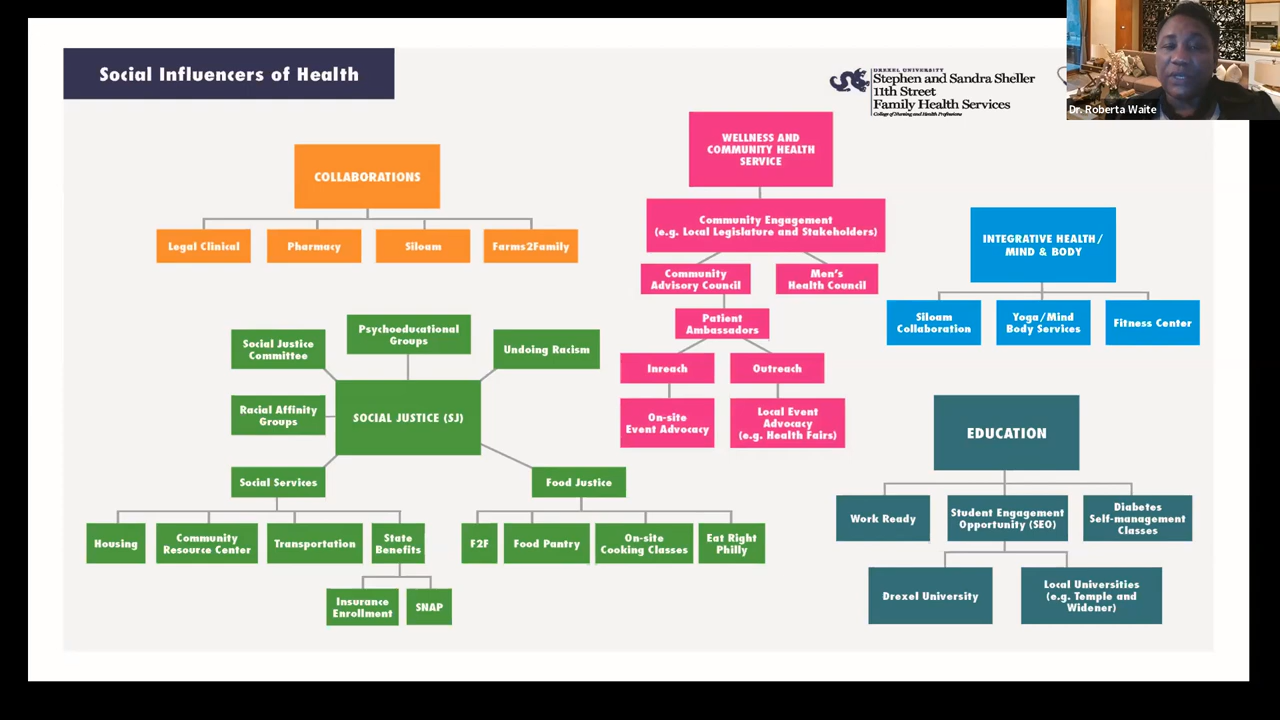 Social Influencers of Health
DREXEL UNIVERSITY
Stephen and Sandra Sheller
11th Street
Family Health Services
College of Nursing and Health Professions
Dr. Roberta Waite
COLLABORATIONS
Legal Clinical
Pharmacy
Siloam
Farms2Family
WELLNESS AND
COMMUNITY HEALTH
SERVICE
Community Engagement
(e.g. Local Legislature and Stakeholders)
Community
Advisory Council
Men's
Health Council
Patient
Ambassadors
Inreach
Outreach
On-site
Event Advocacy
Local Event
Advocacy
(e.g. Health Fairs)
INTEGRATIVE HEALTH/
MIND & BODY
Siloam
Collaboration
Yoga/Mind
Body Services
Fitness Center
Social Justice
Committee
Psychoeducational
Groups
Undoing Racism
Racial Affinity
Groups
SOCIAL JUSTICE (SJ)
Social Services
Food Justice
Housing
Community
Resource Center
Transportation
State
Benefits
Insurance
Enrollment
SNAP
F2F
Food Pantry
On-site
Cooking Classes
Eat Right
Philly
EDUCATION
Work Ready
Student Engagement
Opportunity (SEO)
Diabetes
Self-management
Classes
Drexel University
Local Universities
(e.g. Temple and
Widener)